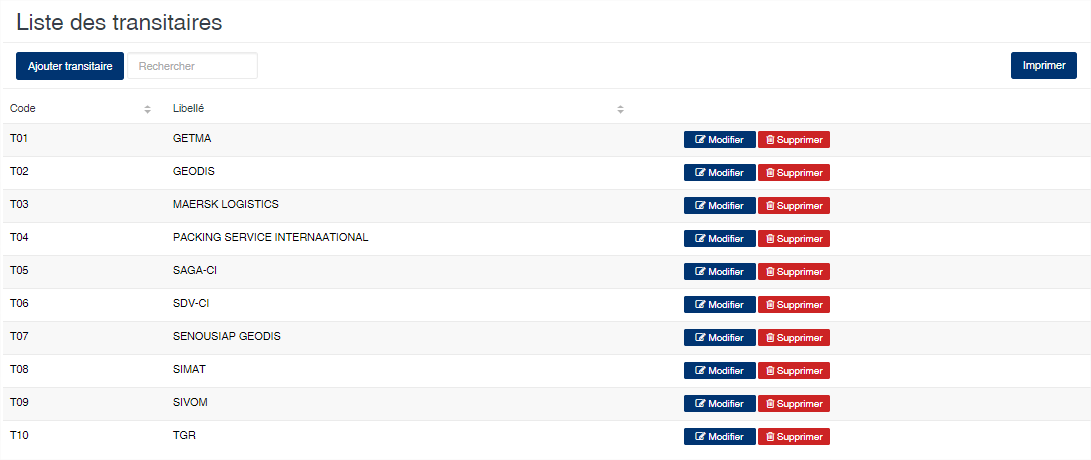 Liste des transitaires
Ajouter transitaire Rechercher Imprimer
Code Libellé
T01 GETMA Modifier Supprimer
T02 GEODIS Modifier Supprimer
T03 MAERSK LOGISTICS Modifier Supprimer
T04 PACKING SERVICE INTERNAATIONAL Modifier Supprimer
T05 SAGA-CI Modifier Supprimer
T06 SDV-CI Modifier Supprimer
T07 SENOUSIAP GEODIS Modifier Supprimer
T08 SIMAT Modifier Supprimer
T09 SIVOM Modifier Supprimer
T10 TGR Modifier Supprimer